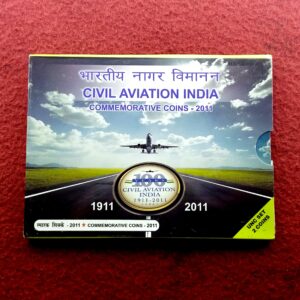 भारतीय नागर विमानन
CIVIL AVIATION INDIA
COMMEMORATIVE COINS - 2011
100
CIVIL AVIATION
INDIA
1911-2011
1911
2011
UNC SET
2 COINS
स्मारक सिक्के - 2011 ★ COMMEMORATIVE COINS - 2011